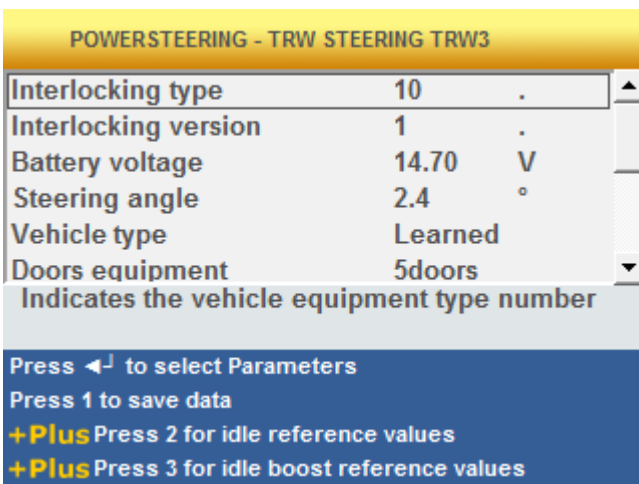 POWERSTEERING - TRW STEERING TRW3
Interlocking type 10 .
Interlocking version 1 .
Battery voltage 14.70 V
Steering angle 2.4 °
Vehicle type Learned
Doors equipment 5doors
Indicates the vehicle equipment type number
Press ◄┘ to select Parameters
Press 1 to save data
+Plus Press 2 for idle reference values
+Plus Press 3 for idle boost reference values